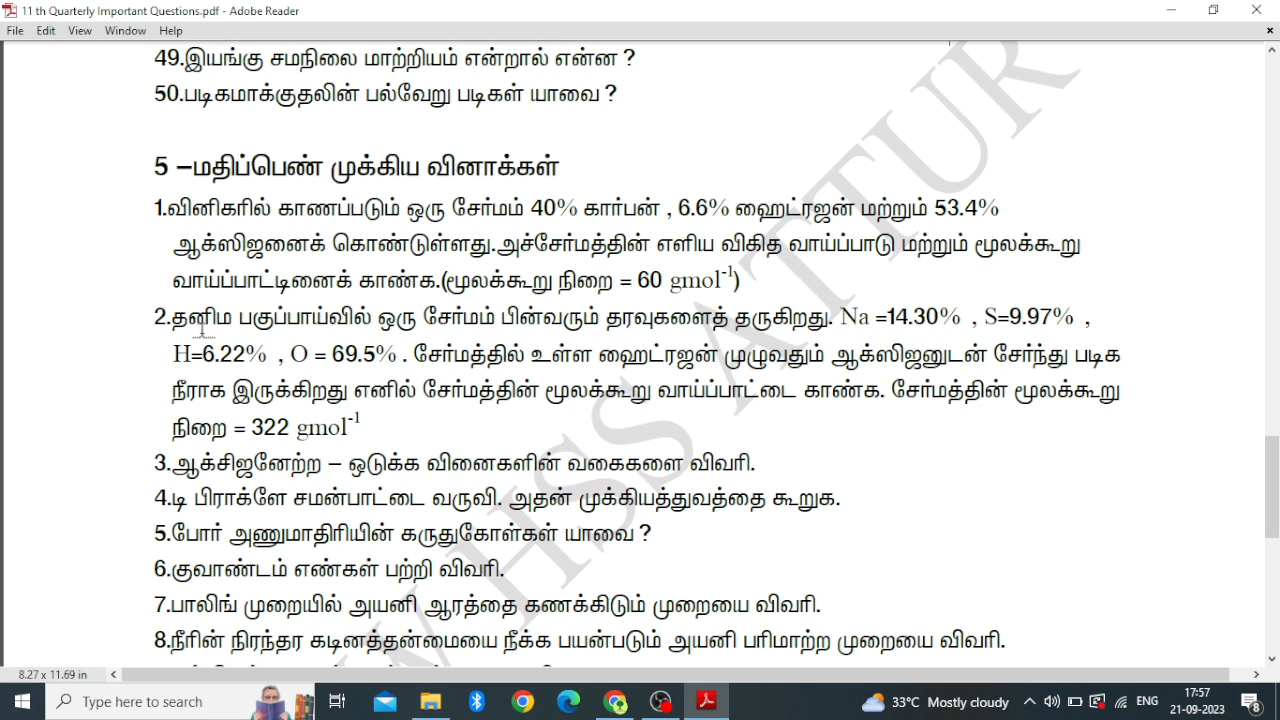 11 th Quarterly Important Questions.pdf - Adobe Reader
File Edit View Window Help
49.இயங்கு சமநிலை மாற்றியம் என்றால் என்ன ?
50.படிகமாக்குதலின் பல்வேறு படிகள் யாவை ?
5 –மதிப்பெண் முக்கிய வினாக்கள்
1.வினிகரில் காணப்படும் ஒரு சேர்மம் 40% கார்பன் , 6.6% ஹைட்ரஜன் மற்றும் 53.4%
ஆக்ஸிஜனைக் கொண்டுள்ளது.அச்சேர்மத்தின் எளிய விகித வாய்ப்பாடு மற்றும் மூலக்கூறு
வாய்ப்பாட்டினைக் காண்க.(மூலக்கூறு நிறை = 60 gmol-1)
2.தனிம பகுப்பாய்வில் ஒரு சேர்மம் பின்வரும் தரவுகளைத் தருகிறது. Na =14.30% , S=9.97% ,
H=6.22% , O = 69.5% . சேர்மத்தில் உள்ள ஹைட்ரஜன் முழுவதும் ஆக்ஸிஜனுடன் சேர்ந்து படிக
நீராக இருக்கிறது எனில் சேர்மத்தின் மூலக்கூறு வாய்ப்பாட்டை காண்க. சேர்மத்தின் மூலக்கூறு
நிறை = 322 gmol-1
3.ஆக்சிஜனேற்ற – ஒடுக்க வினைகளின் வகைகளை விவரி.
4.டி பிராக்ளே சமன்பாட்டை வருவி. அதன் முக்கியத்துவத்தை கூறுக.
5.போர் அணுமாதிரியின் கருதுகோள்கள் யாவை ?
6.குவாண்டம் எண்கள் பற்றி விவரி.
7.பாலிங் முறையில் அயனி ஆரத்தை கணக்கிடும் முறையை விவரி.
8.நீரின் நிரந்தர கடினத்தன்மையை நீக்க பயன்படும் அயனி பரிமாற்ற முறையை விவரி.
W HSS ATTUR
8.27 x 11.69 in
Type here to search
33°C Mostly cloudy
ENG
17:57
21-09-2023
8